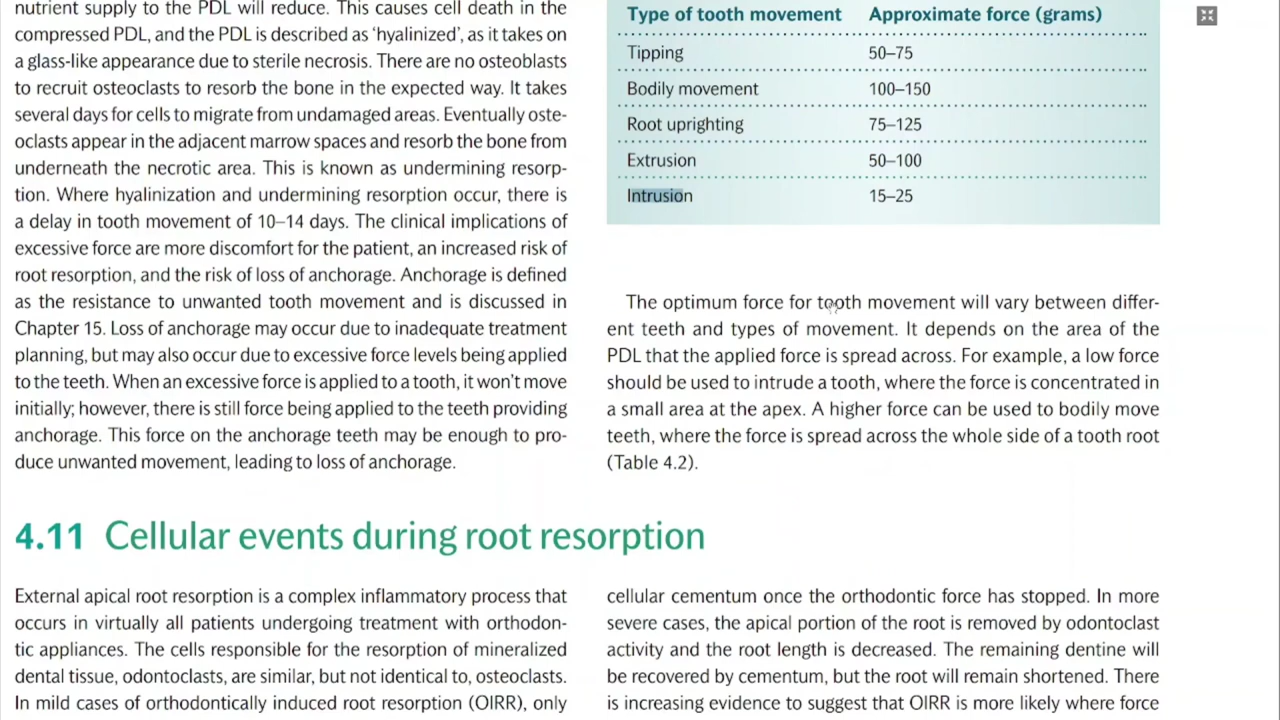 nutrient supply to the PDL will reduce. This causes cell death in the
compressed PDL, and the PDL is described as ‘hyalinized’, as it takes on
a glass-like appearance due to sterile necrosis. There are no osteoblasts
to recruit osteoclasts to resorb the bone in the expected way. It takes
several days for cells to migrate from undamaged areas. Eventually oste-
oclasts appear in the adjacent marrow spaces and resorb the bone from
underneath the necrotic area. This is known as undermining resorp-
tion. Where hyalinization and undermining resorption occur, there is
a delay in tooth movement of 10–14 days. The clinical implications of
excessive force are more discomfort for the patient, an increased risk of
root resorption, and the risk of loss of anchorage. Anchorage is defined
as the resistance to unwanted tooth movement and is discussed in
Chapter 15. Loss of anchorage may occur due to inadequate treatment
planning, but may also occur due to excessive force levels being applied
to the teeth. When an excessive force is applied to a tooth, it won’t move
initially; however, there is still force being applied to the teeth providing
anchorage. This force on the anchorage teeth may be enough to pro-
duce unwanted movement, leading to loss of anchorage.
Type of tooth movement Approximate force (grams)
Tipping 50–75
Bodily movement 100–150
Root uprighting 75–125
Extrusion 50–100
Intrusion 15–25
The optimum force for tooth movement will vary between differ-
ent teeth and types of movement. It depends on the area of the
PDL that the applied force is spread across. For example, a low force
should be used to intrude a tooth, where the force is concentrated in
a small area at the apex. A higher force can be used to bodily move
teeth, where the force is spread across the whole side of a tooth root
(Table 4.2).
4.11 Cellular events during root resorption
External apical root resorption is a complex inflammatory process that
occurs in virtually all patients undergoing treatment with orthodon-
tic appliances. The cells responsible for the resorption of mineralized
dental tissue, odontoclasts, are similar, but not identical to, osteoclasts.
In mild cases of orthodontically induced root resorption (OIRR), only
cellular cementum once the orthodontic force has stopped. In more
severe cases, the apical portion of the root is removed by odontoclast
activity and the root length is decreased. The remaining dentine will
be recovered by cementum, but the root will remain shortened. There
is increasing evidence to suggest that OIRR is more likely where force